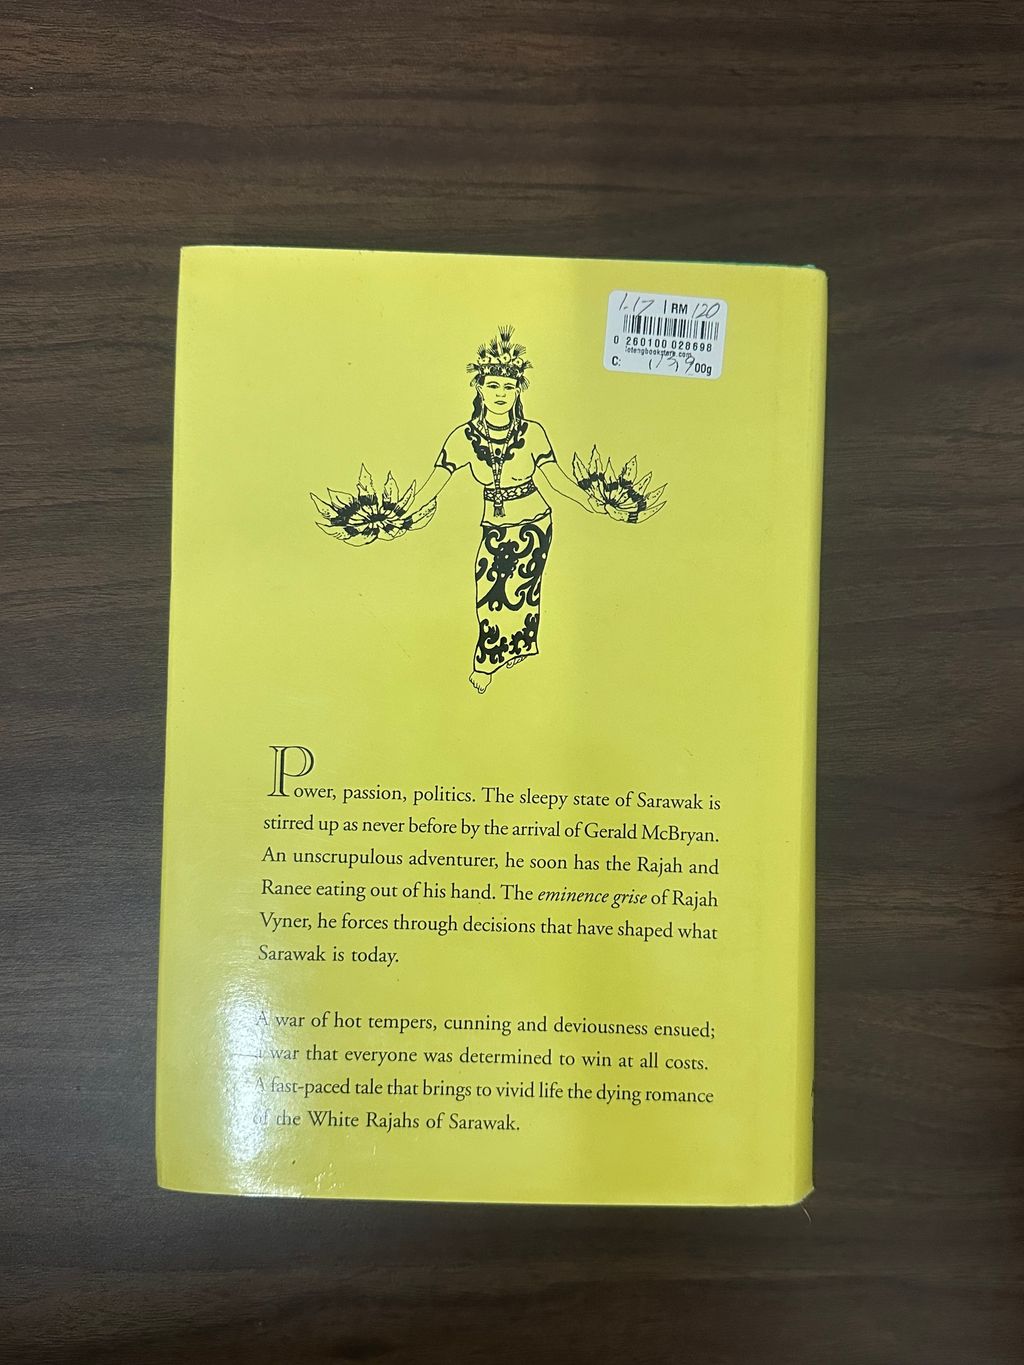 | RM 120
0 260100 028698
C:
00g
Power, passion, politics. The sleepy state of Sarawak is
stirred up as never before by the arrival of Gerald McBryan.
An unscrupulous adventurer, he soon has the Rajah and
Ranee eating out of his hand. The eminence grise of Rajah
Vyner, he forces through decisions that have shaped what
Sarawak is today.
A war of hot tempers, cunning and deviousness ensued;
a war that everyone was determined to win at all costs.
A fast-paced tale that brings to vivid life the dying romance
of the White Rajahs of Sarawak.